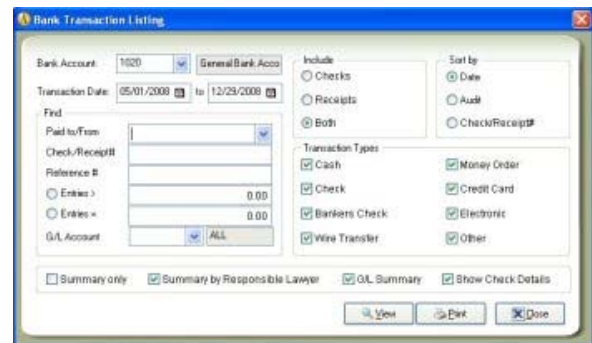 Bank Transaction Listing
Bank Account: 1020 General Bank Acco
Transaction Date: 05/01/2008 to 12/29/2008
Find
Paid to/From
Check/Receipt#
Reference #
Entries > 0.00
Entries = 0.00
G/L Account ALL
Include
Checks
Receipts
Both
Sort by
Date
Audit
Check/Receipt#
Transaction Types
Cash Money Order
Check Credit Card
Bankers Check Electronic
Wire Transfer Other
Summary only Summary by Responsible Lawyer G/L Summary Show Check Details
View Print Close